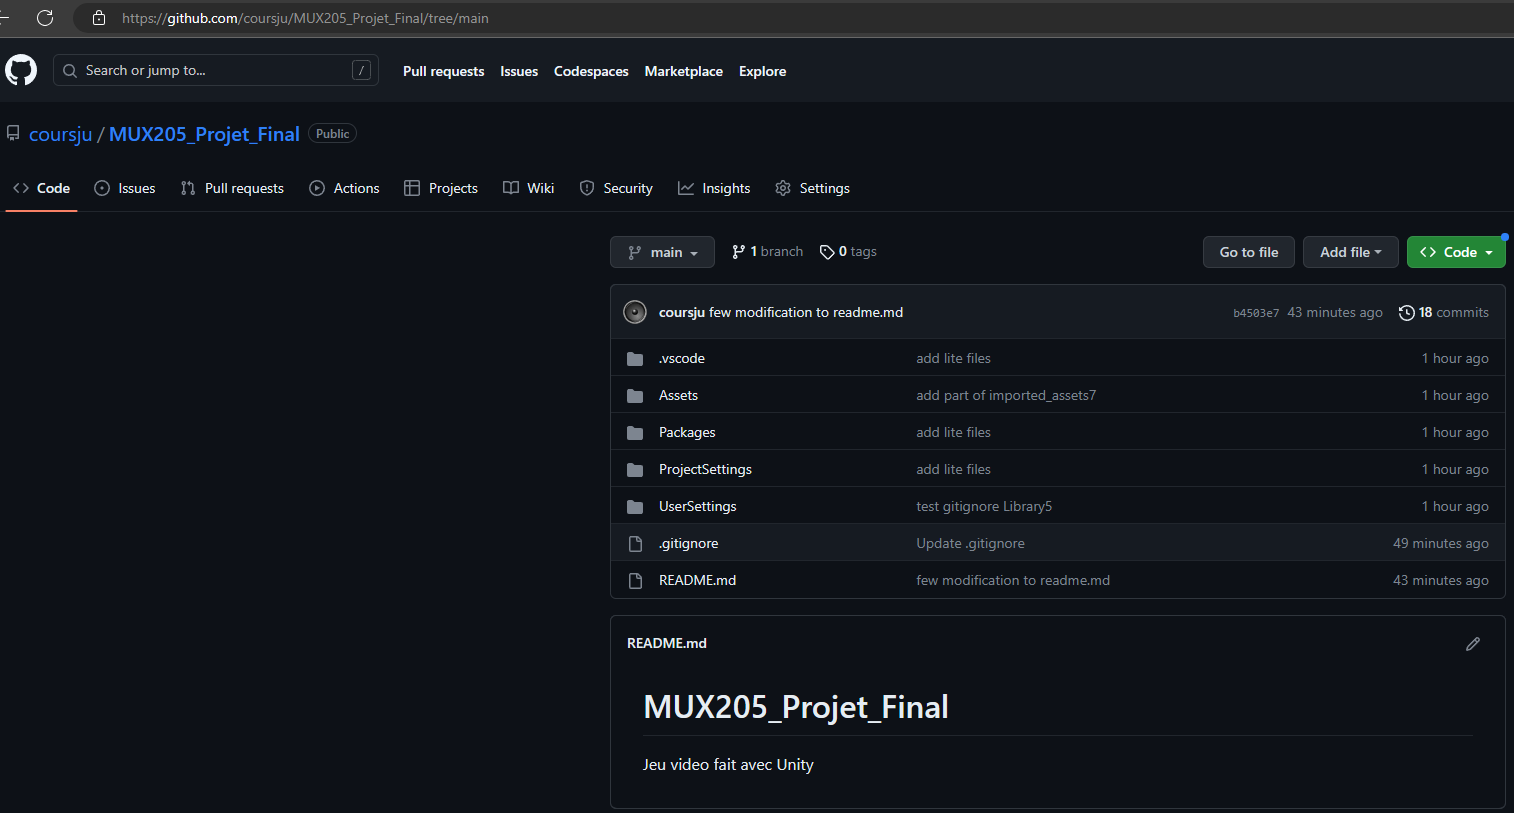 https://github.com/coursju/MUX205_Projet_Final/tree/main
Search or jump to... / Pull requests Issues Codespaces Marketplace Explore
coursju / MUX205_Projet_Final Public
Code Issues Pull requests Actions Projects Wiki Security Insights Settings
main 1 branch 0 tags Go to file Add file Code
coursju few modification to readme.md b4503e7 43 minutes ago 18 commits
.vscode add lite files 1 hour ago
Assets add part of imported_assets7 1 hour ago
Packages add lite files 1 hour ago
ProjectSettings add lite files 1 hour ago
UserSettings test gitignore Library5 1 hour ago
.gitignore Update .gitignore 49 minutes ago
README.md few modification to readme.md 43 minutes ago
README.md
MUX205_Projet_Final
Jeu video fait avec Unity